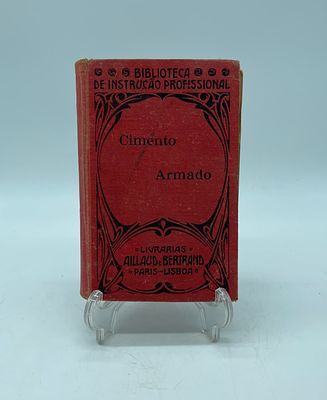 BIBLIOTECA
DE INSTRUCÇÃO PROFISSIONAL
Cimento
Armado
LIVRARIAS
AILLAUD E BERTRAND
PARIS-LISBOA